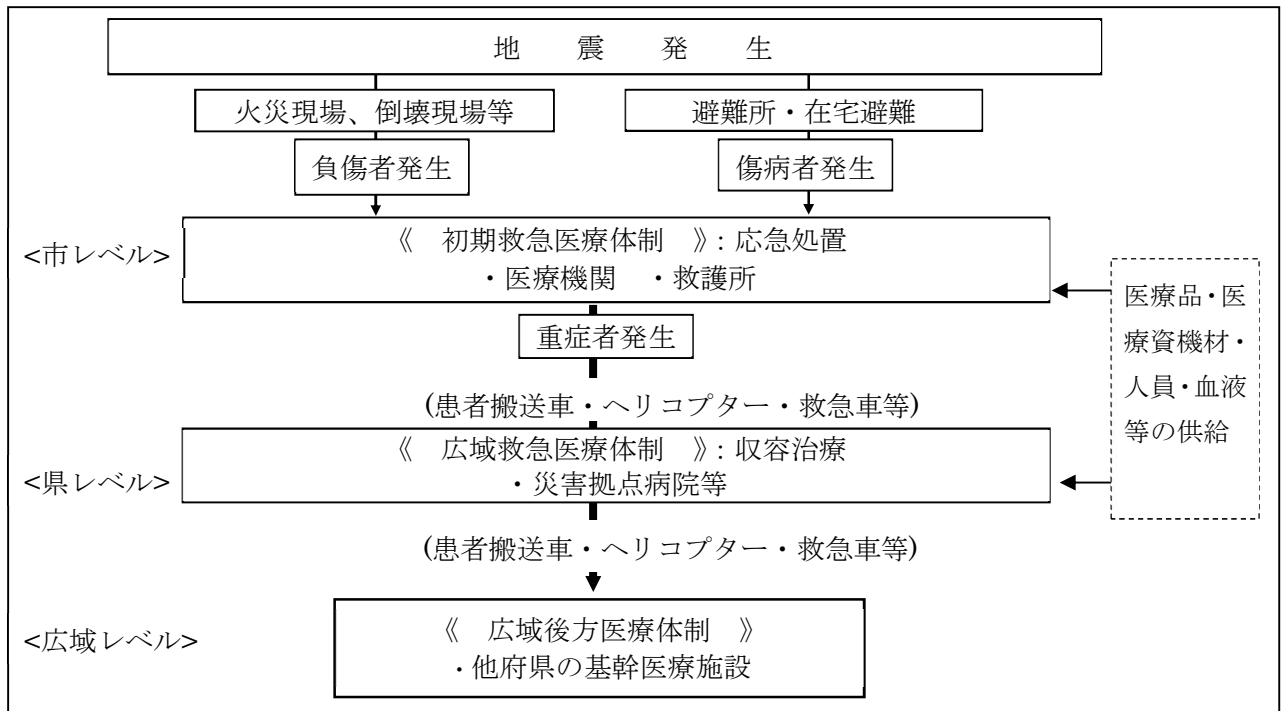 地　震　発　生
火災現場、倒壊現場等
避難所・在宅避難
負傷者発生
傷病者発生
<市レベル>
《　初期救急医療体制　》: 応急処置
・医療機関　・救護所
医療品・医
療資機材・
人員・血液
等の供給
重症者発生
(患者搬送車・ヘリコプター・救急車等)
<県レベル>
《　広域救急医療体制　》: 収容治療
・災害拠点病院等
(患者搬送車・ヘリコプター・救急車等)
<広域レベル>
《　広域後方医療体制　》
・他府県の基幹医療施設